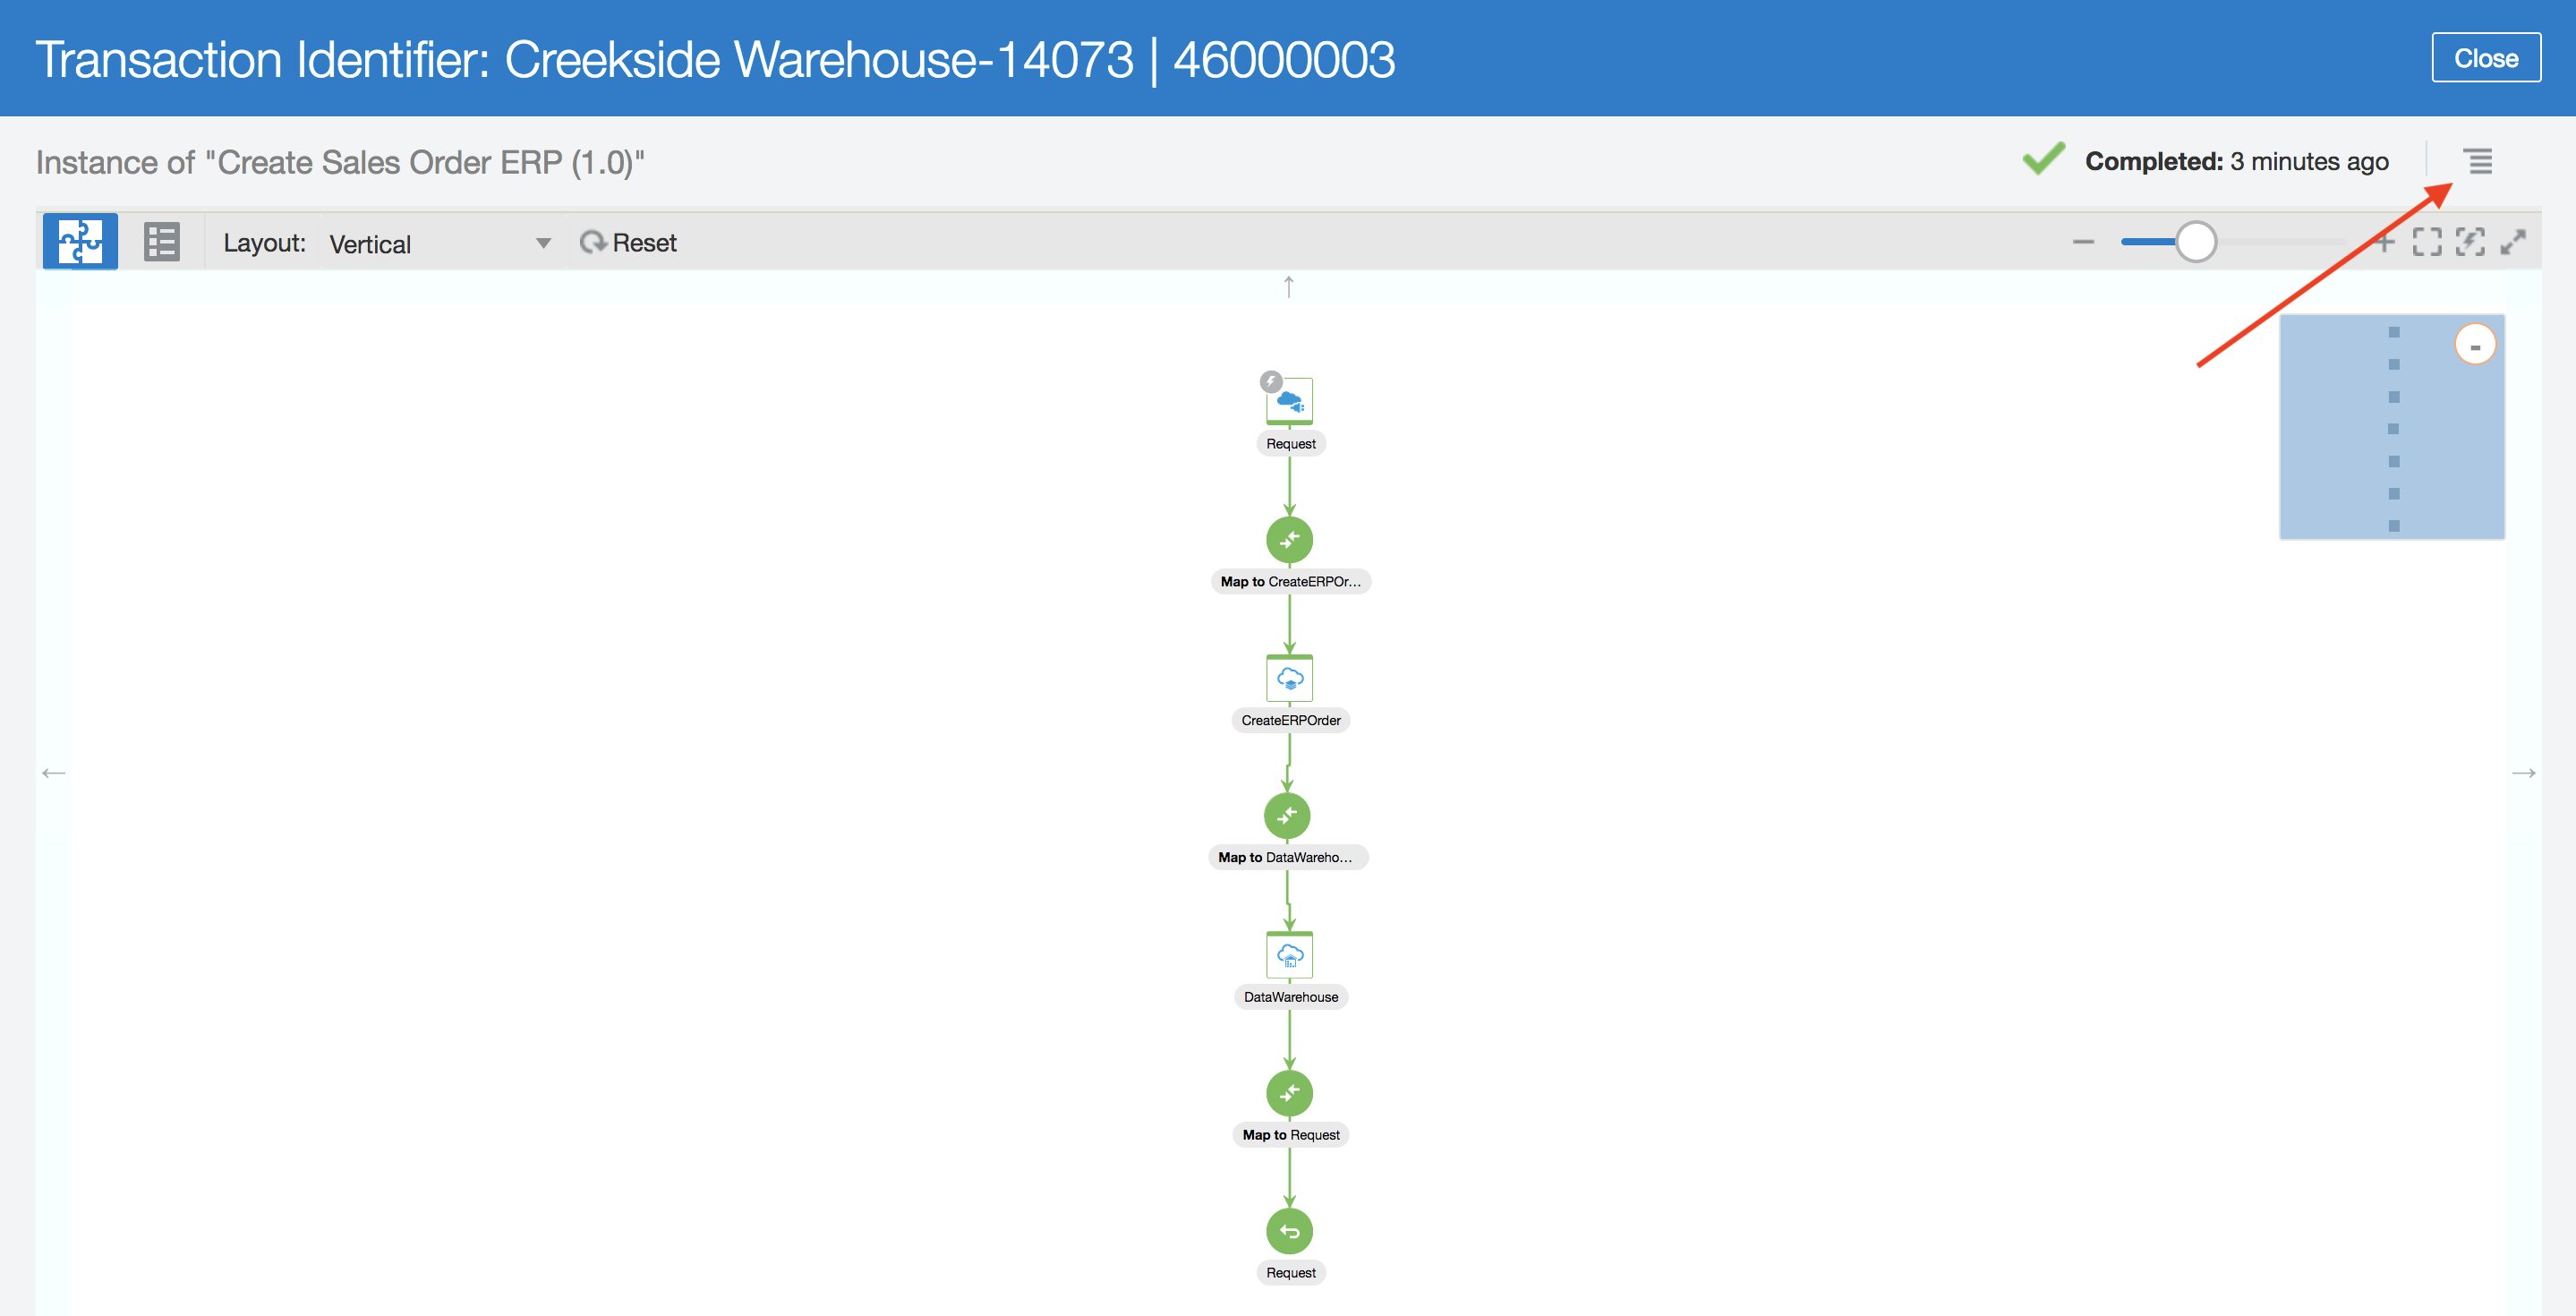 Transaction Identifier: Creekside Warehouse-14073 | 46000003
Close
Instance of "Create Sales Order ERP (1.0)"
Completed: 3 minutes ago
Layout: Vertical
Reset
Request
Map to CreateERPOr...
CreateERPOrder
Map to DataWareho...
DataWarehouse
Map to Request
Request